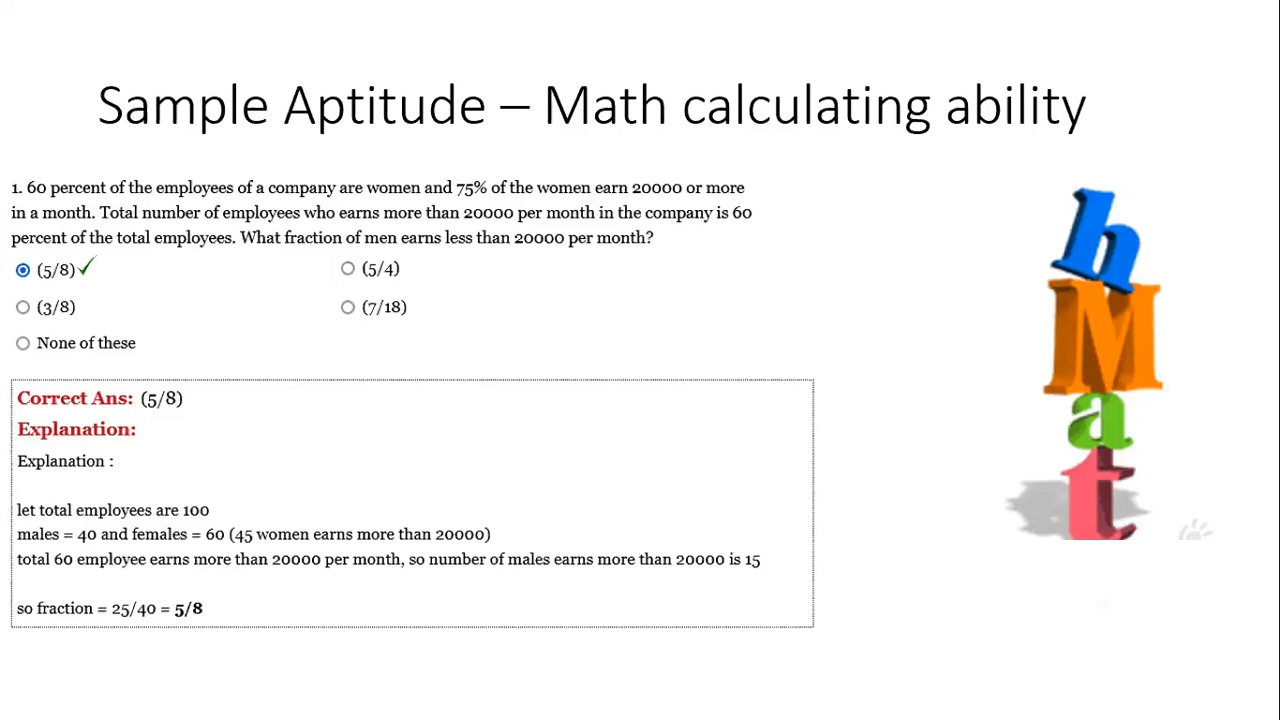 Sample Aptitude – Math calculating ability
1. 60 percent of the employees of a company are women and 75% of the women earn 20000 or more
in a month. Total number of employees who earns more than 20000 per month in the company is 60
percent of the total employees. What fraction of men earns less than 20000 per month?
(5/8)
(5/4)
(3/8)
(7/18)
None of these
Correct Ans: (5/8)
Explanation:
Explanation :
let total employees are 100
males = 40 and females = 60 (45 women earns more than 20000)
total 60 employee earns more than 20000 per month, so number of males earns more than 20000 is 15
so fraction = 25/40 = 5/8
h
M
a
t